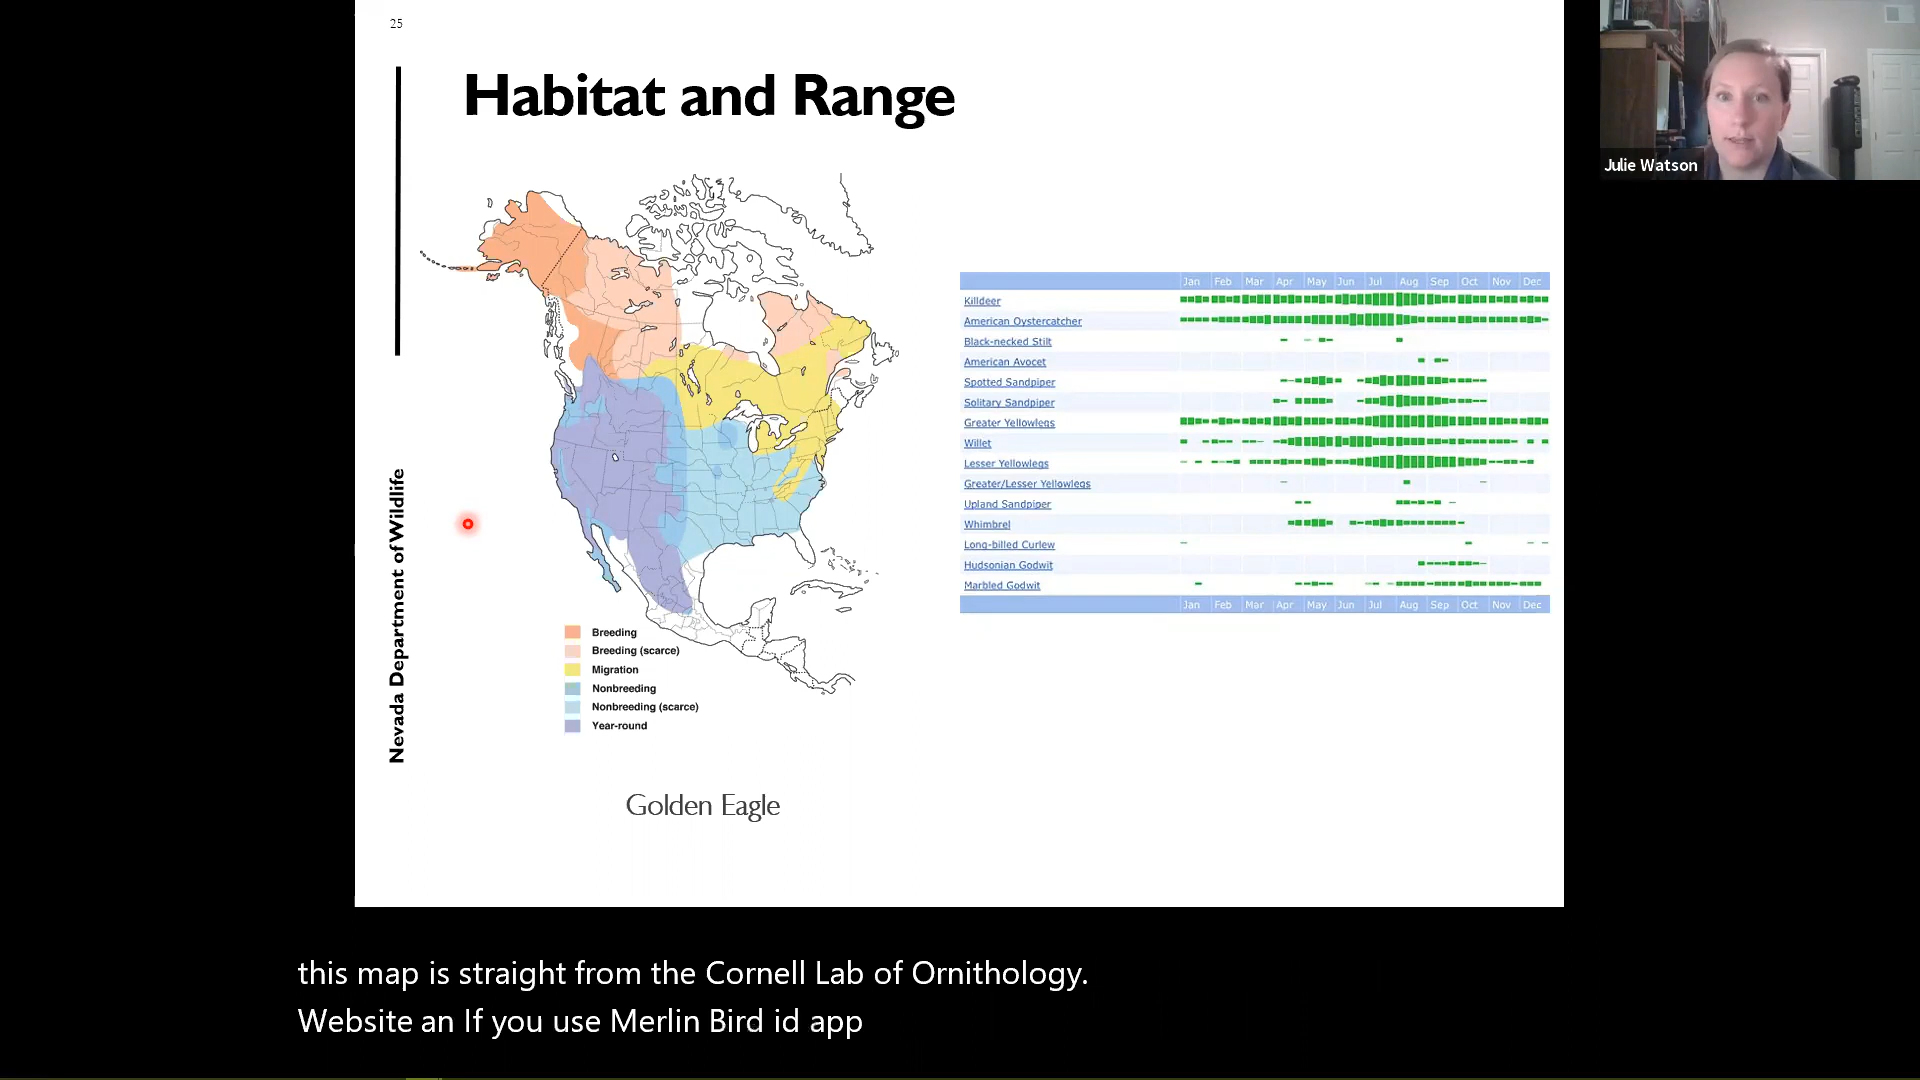 25
Habitat and Range
Nevada Department of Wildlife
Breeding
Breeding (scarce)
Migration
Nonbreeding
Nonbreeding (scarce)
Year-round
Golden Eagle
Jan Feb Mar Apr May Jun Jul Aug Sep Oct Nov Dec
Killdeer
American Oystercatcher
Black-necked Stilt
American Avocet
Spotted Sandpiper
Solitary Sandpiper
Greater Yellowlegs
Willet
Lesser Yellowlegs
Greater/Lesser Yellowlegs
Upland Sandpiper
Whimbrel
Long-billed Curlew
Hudsonian Godwit
Marbled Godwit
Jan Feb Mar Apr May Jun Jul Aug Sep Oct Nov Dec
Julie Watson
this map is straight from the Cornell Lab of Ornithology.
Website an If you use Merlin Bird id app